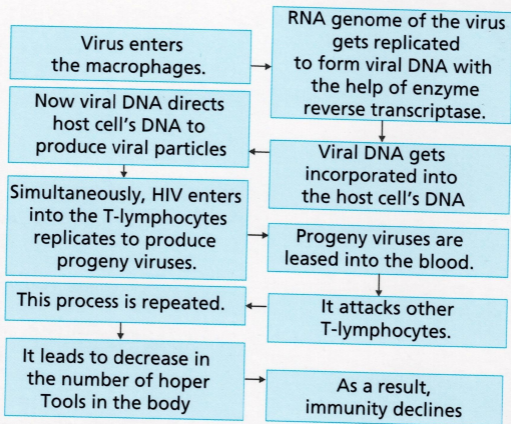 Virus enters
the macrophages.
RNA genome of the virus
gets replicated
to form viral DNA with
the help of enzyme
reverse transcriptase.
Viral DNA gets
incorporated into
the host cell's DNA
Now viral DNA directs
host cell's DNA to
produce viral particles
Simultaneously, HIV enters
into the T-lymphocytes
replicates to produce
progeny viruses.
Progeny viruses are
leased into the blood.
It attacks other
T-lymphocytes.
This process is repeated.
It leads to decrease in
the number of hoper
Tools in the body
As a result,
immunity declines